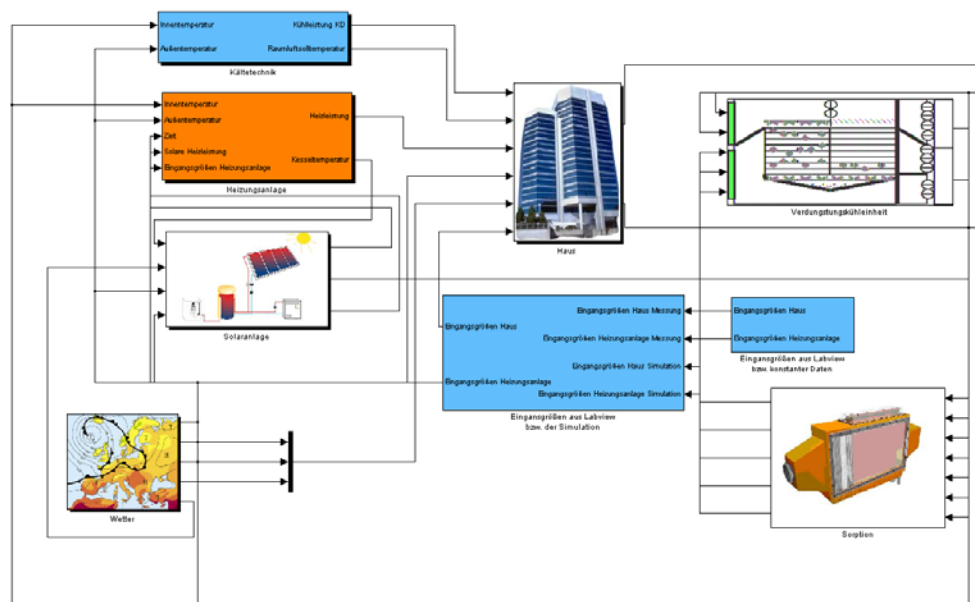 Innentemperatur
Kühlleistung KD
Außentemperatur
Raumluftsolltemperatur
Kältetechnik
Innentemperatur
Außentemperatur
Heizleistung
Zeit
Solare Heizleistung
Kesseltemperatur
Eingangsgrößen Heizungsanlage
Heizungsanlage
Solaranlage
Haus
Verdungstungskühleinheit
Eingangsgrößen Haus Messung
Eingangsgrößen Haus
Eingangsgrößen Heizungsanlage Messung
Eingangsgrößen Haus Simulation
Eingangsgrößen Heizungsanlage
Eingangsgrößen Heizungsanlage Simulation
Eingangsgrößen aus Labview
bzw. der Simulation
Eingangsgrößen Haus
Eingangsgrößen Heizungsanlage
Eingansgrößen aus Labview
bzw. konstanter Daten
Wetter
Sorption